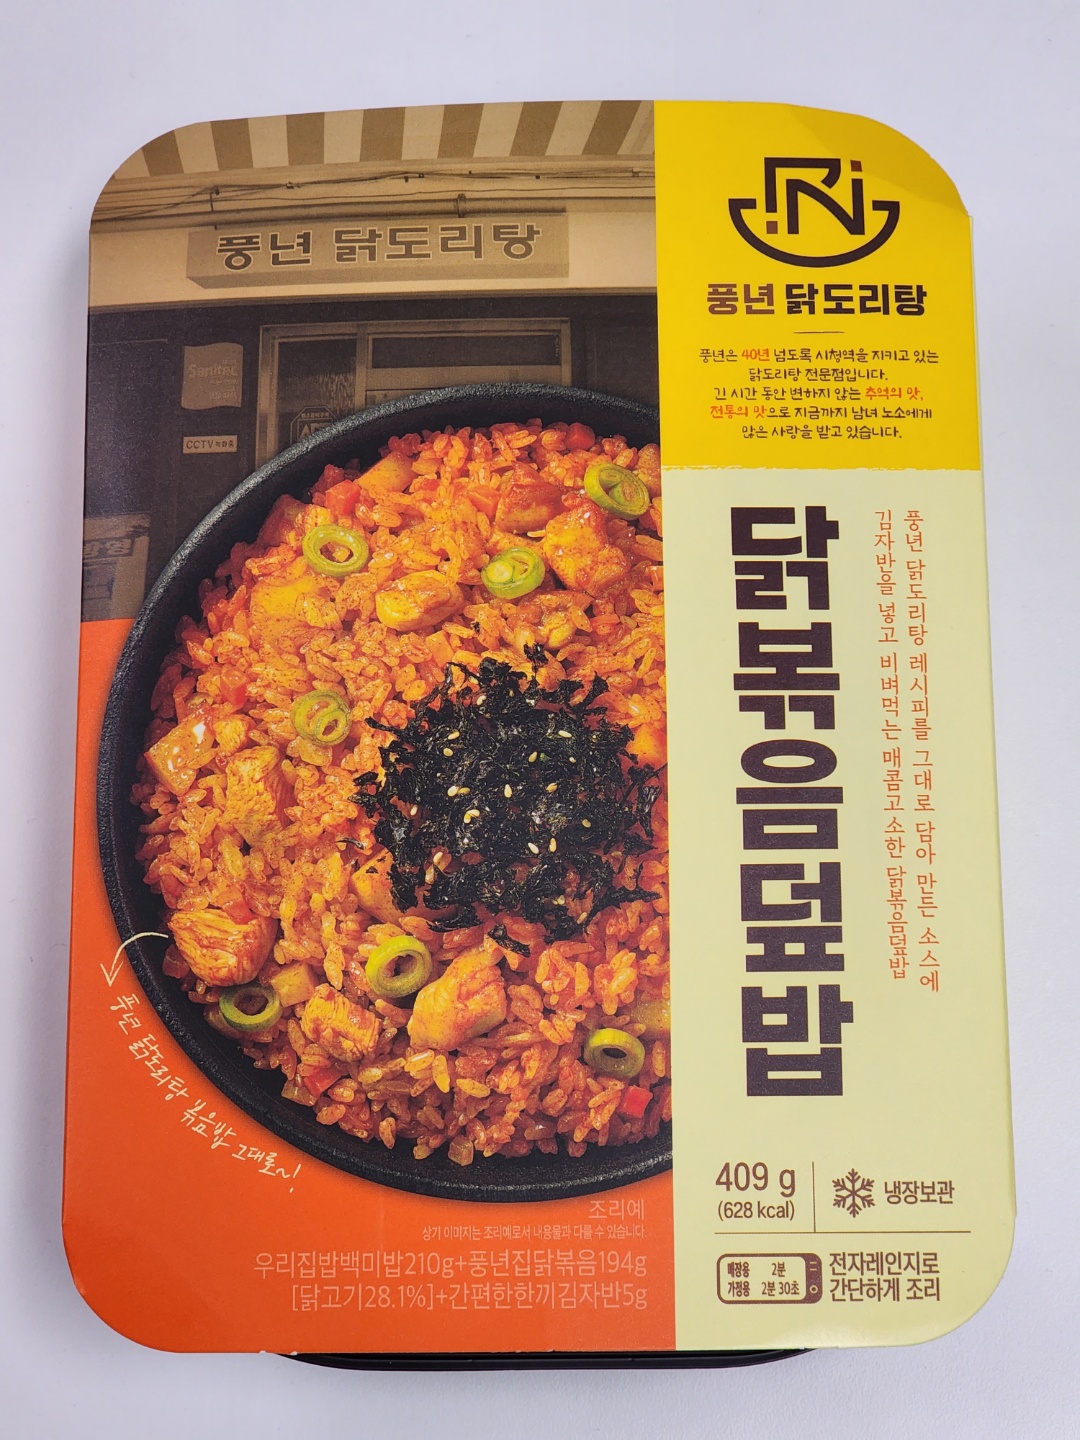 풍년 닭도리탕
Sanitec
CCTV 녹화중
풍년 닭도리탕
풍년은 40년 넘도록 시청역을 지키고 있는
닭도리탕 전문점입니다.
긴 시간 동안 변하지 않는 추억의 맛,
전통의 맛으로 지금까지 남녀 노소에게
많은 사랑을 받고 있습니다.
풍년 닭도리탕 레시피를 그대로 담아 만든 소스에
김자반을 넣고 비벼먹는 매콤고소한 닭볶음덮밥
닭볶음덮밥
풍년 닭도리탕 볶음밥 그대로~!
409 g
(628 kcal)
냉장보관
매장용 2분
가정용 2분 30초
전자레인지로
간단하게 조리
조리예
상기 이미지는 조리예로서 내용물과 다를 수 있습니다.
우리집밥백미밥210g+풍년집닭볶음194g
[닭고기28.1%]+간편한한끼김자반5g